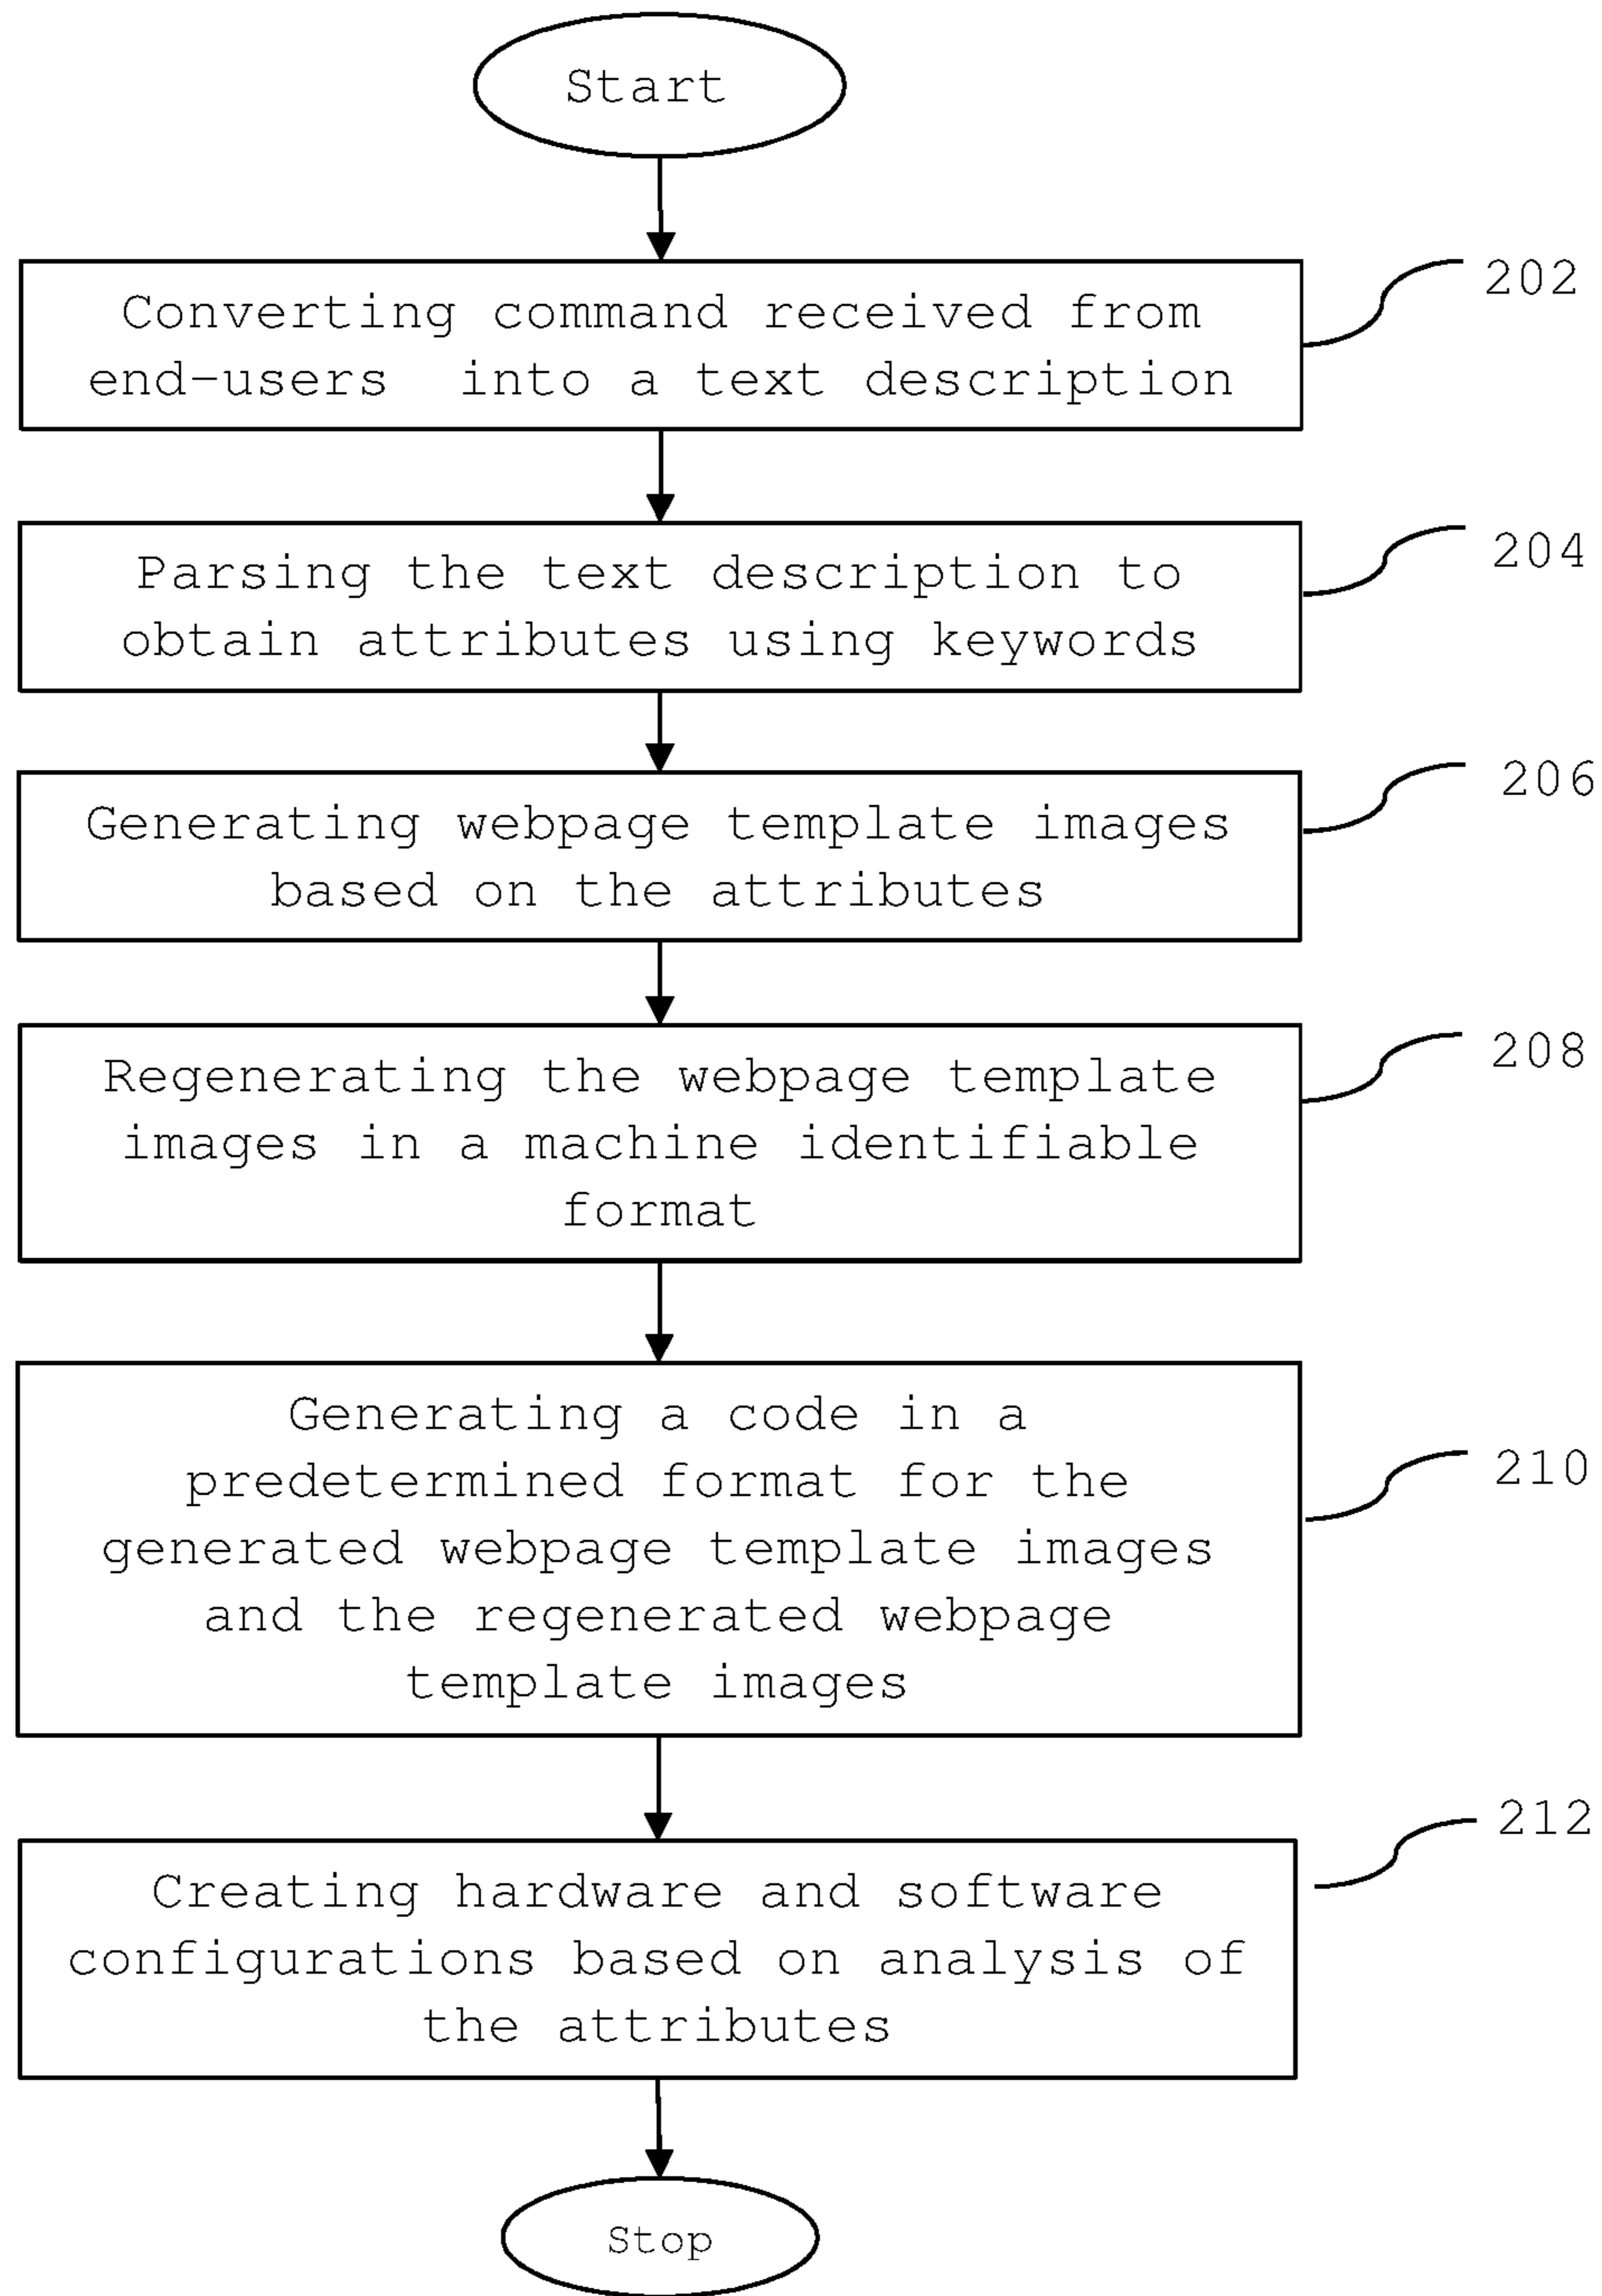 Start
Converting command received from
end-users into a text description
202
Parsing the text description to
obtain attributes using keywords
204
Generating webpage template images
based on the attributes
206
Regenerating the webpage template
images in a machine identifiable
format
208
Generating a code in a
predetermined format for the
generated webpage template images
and the regenerated webpage
template images
210
Creating hardware and software
configurations based on analysis of
the attributes
212
Stop